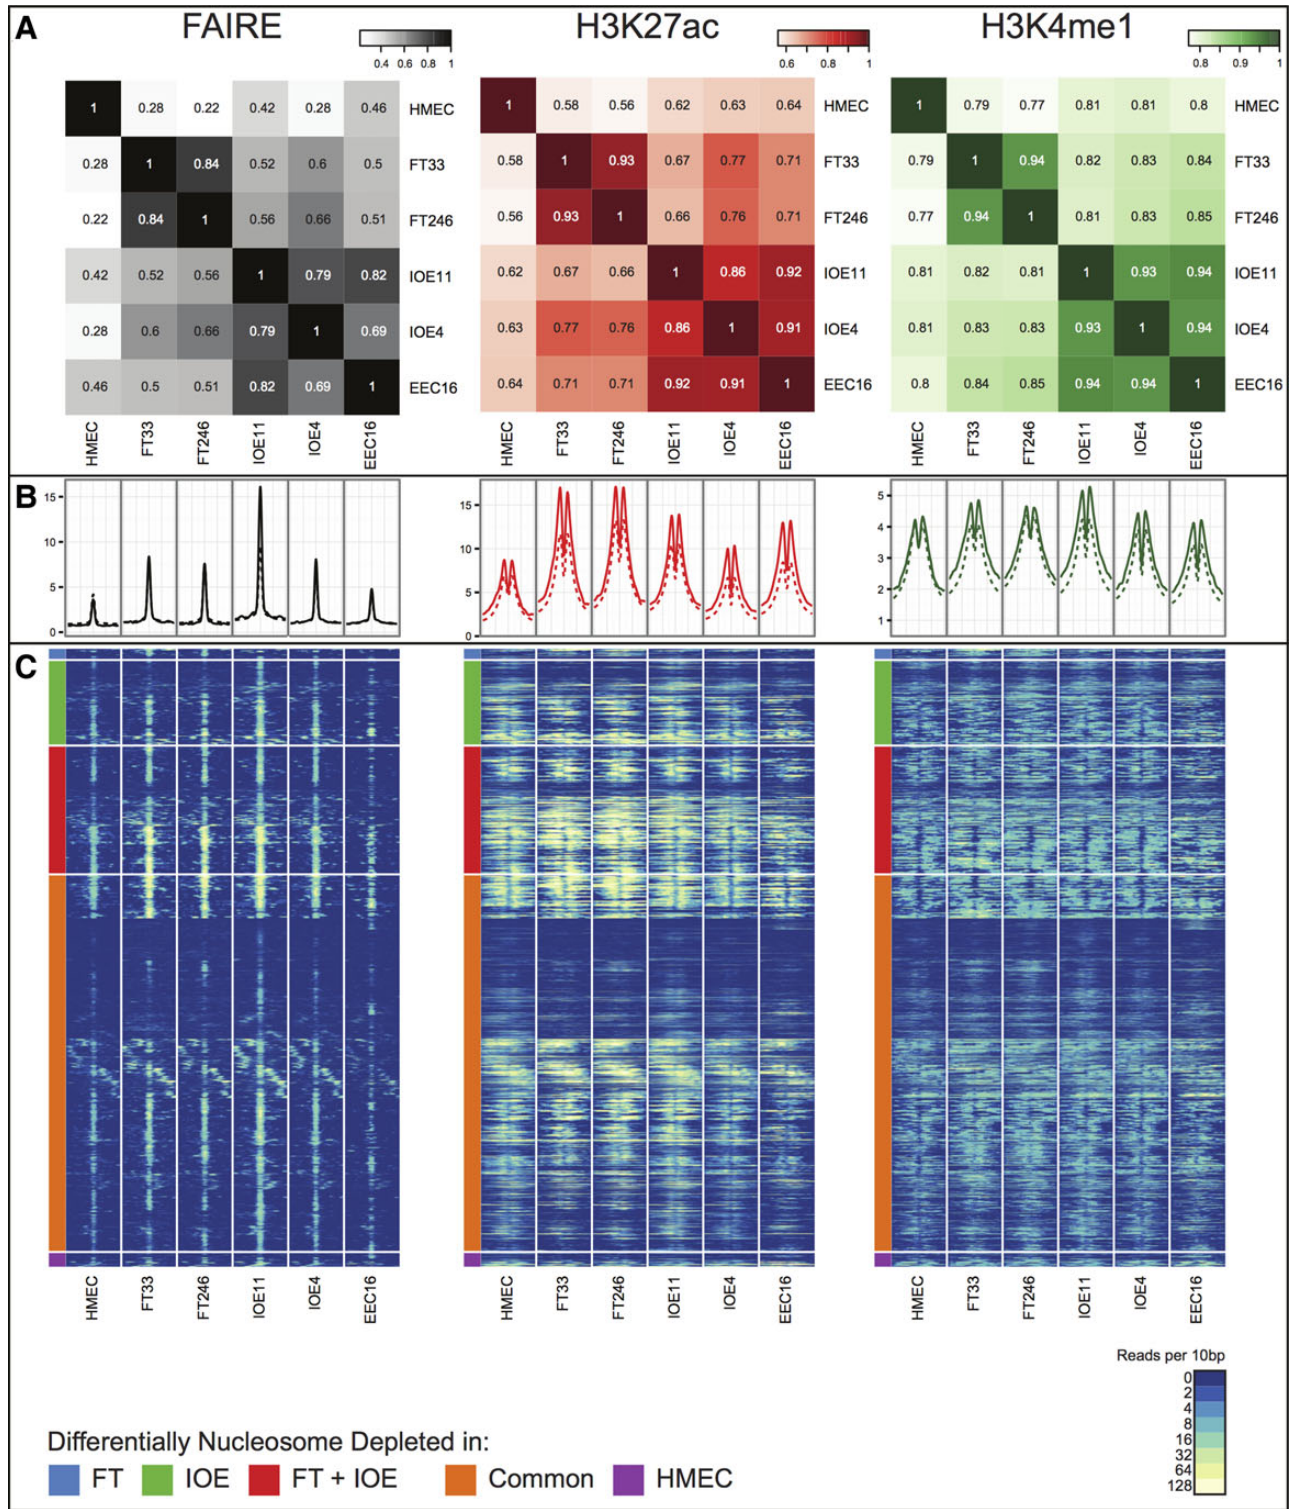 A
FAIRE
H3K27ac
H3K4me1
0.4 0.6 0.8 1
0.6 0.8 1
0.8 0.9 1
1 0.28 0.22 0.42 0.28 0.46 HMEC
0.28 1 0.84 0.52 0.6 0.5 FT33
0.22 0.84 1 0.56 0.66 0.51 FT246
0.42 0.52 0.56 1 0.79 0.82 IOE11
0.28 0.6 0.66 0.79 1 0.69 IOE4
0.46 0.5 0.51 0.82 0.69 1 EEC16
HMEC FT33 FT246 IOE11 IOE4 EEC16
1 0.58 0.56 0.62 0.63 0.64 HMEC
0.58 1 0.93 0.67 0.77 0.71 FT33
0.56 0.93 1 0.66 0.76 0.71 FT246
0.62 0.67 0.66 1 0.86 0.92 IOE11
0.63 0.77 0.76 0.86 1 0.91 IOE4
0.64 0.71 0.71 0.92 0.91 1 EEC16
HMEC FT33 FT246 IOE11 IOE4 EEC16
1 0.79 0.77 0.81 0.81 0.8 HMEC
0.79 1 0.94 0.82 0.83 0.84 FT33
0.77 0.94 1 0.81 0.83 0.85 FT246
0.81 0.82 0.81 1 0.93 0.94 IOE11
0.81 0.83 0.83 0.93 1 0.94 IOE4
0.8 0.84 0.85 0.94 0.94 1 EEC16
HMEC FT33 FT246 IOE11 IOE4 EEC16
B
15
10
5
0
15
10
5
0
5
4
3
2
1
C
HMEC FT33 FT246 IOE11 IOE4 EEC16
HMEC FT33 FT246 IOE11 IOE4 EEC16
HMEC FT33 FT246 IOE11 IOE4 EEC16
Reads per 10bp
0
2
4
8
16
32
64
128
Differentially Nucleosome Depleted in:
FT IOE FT + IOE Common HMEC